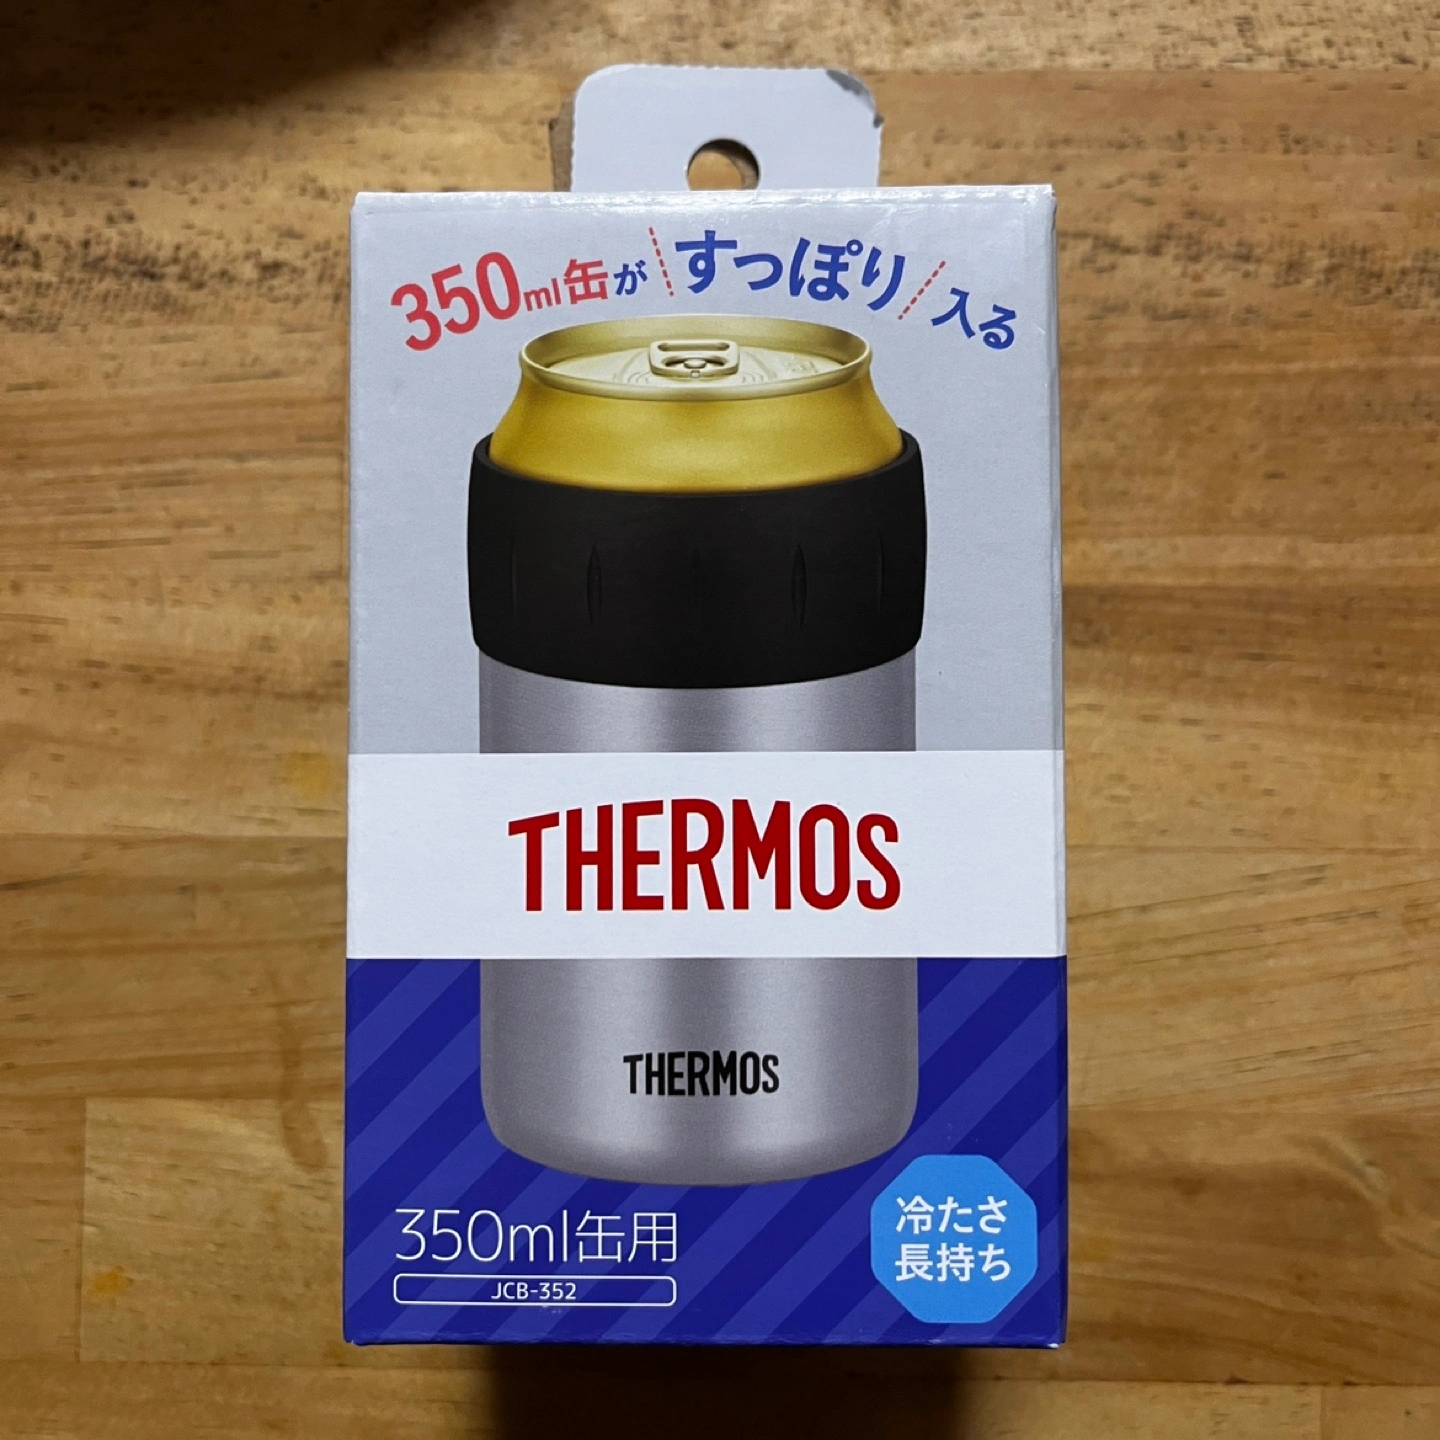 350ml缶がすっぽり入る
THERMOS
THERMOS
350ml缶用
JCB-352
冷たさ
長持ち